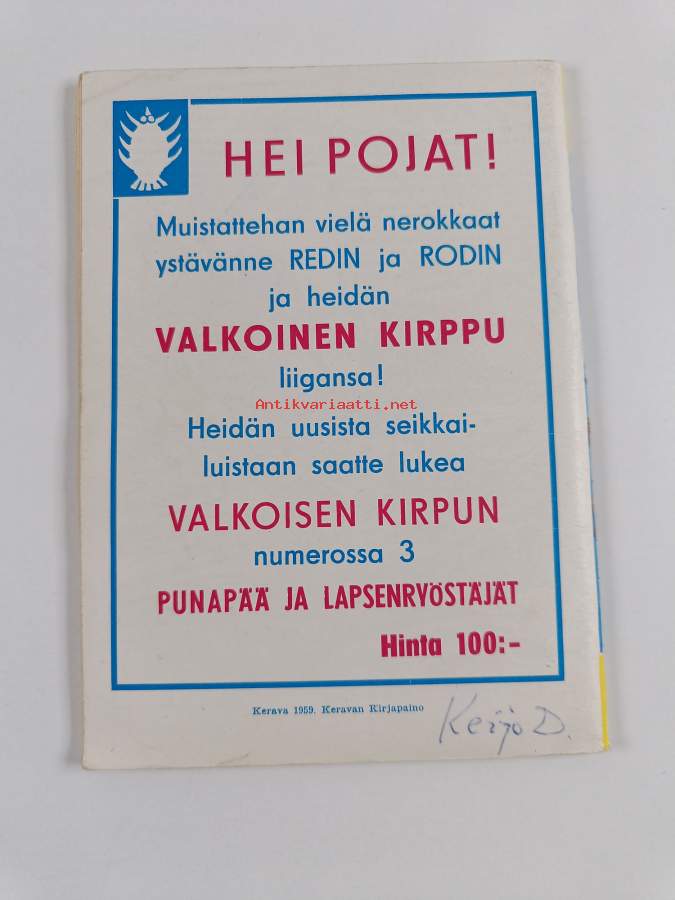 HEI POJAT!
Muistattehan vielä nerokkaat
ystävänne REDIN ja RODIN
ja heidän
VALKOINEN KIRPPU
liigansa!
Antikvariaatti.net
Heidän uusista seikkai-
luistaan saatte lukea
VALKOISEN KIRPUN
numerossa 3
PUNAPÄÄ JA LAPSENRYÖSTÄJÄT
Hinta 100:-
Kerava 1959. Keravan Kirjapaino
Keijo D.